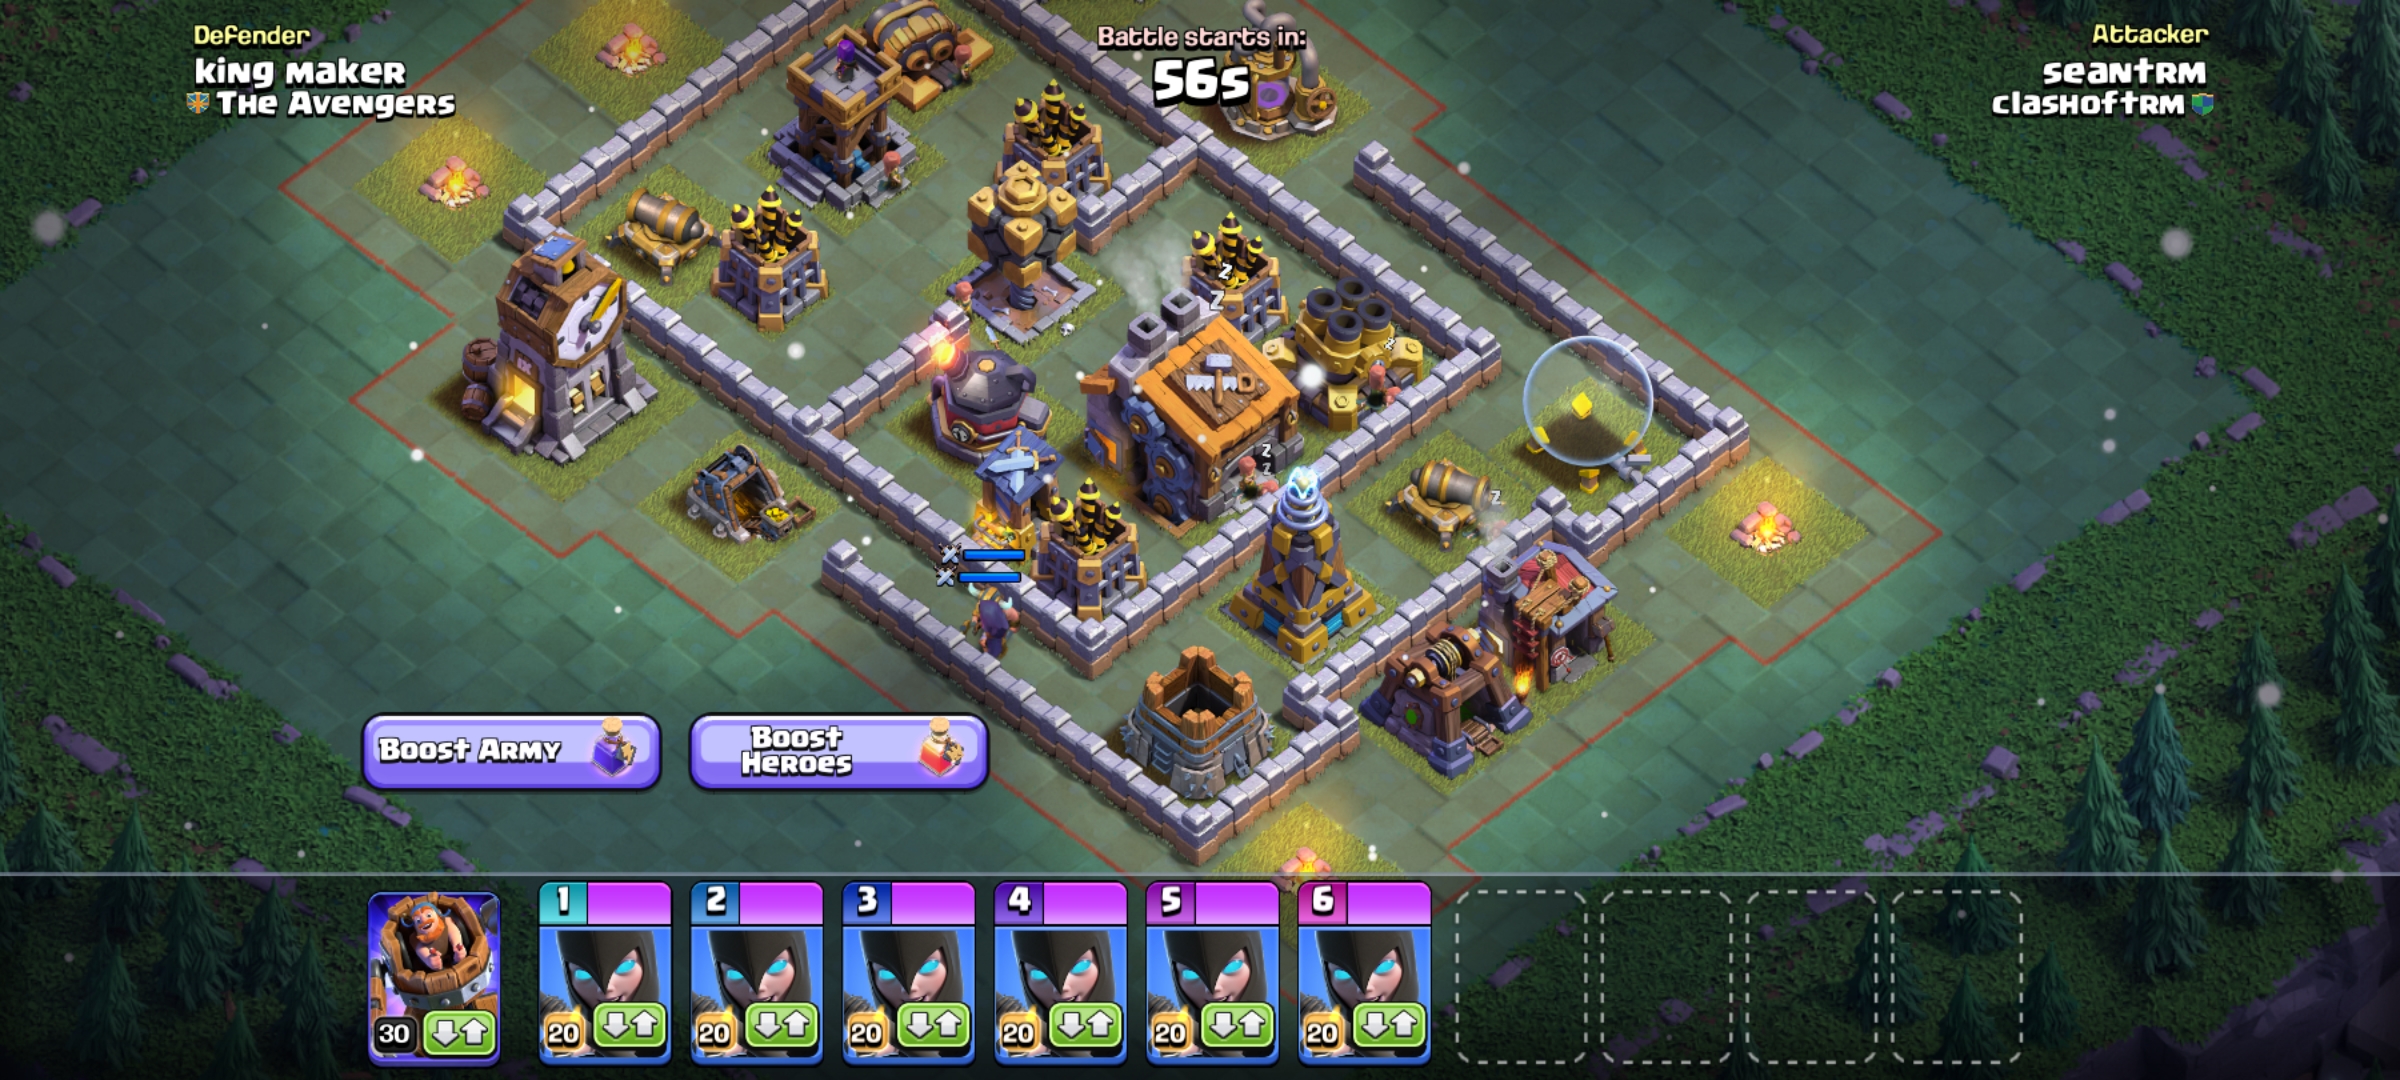 Defender
king maker
The Avengers
Battle starts in:
56s
Attacker
seantRM
clashoftRM
z
z
z
z
z
z
Boost Army
Boost
Heroes
30
1
20
2
20
3
20
4
20
5
20
6
20